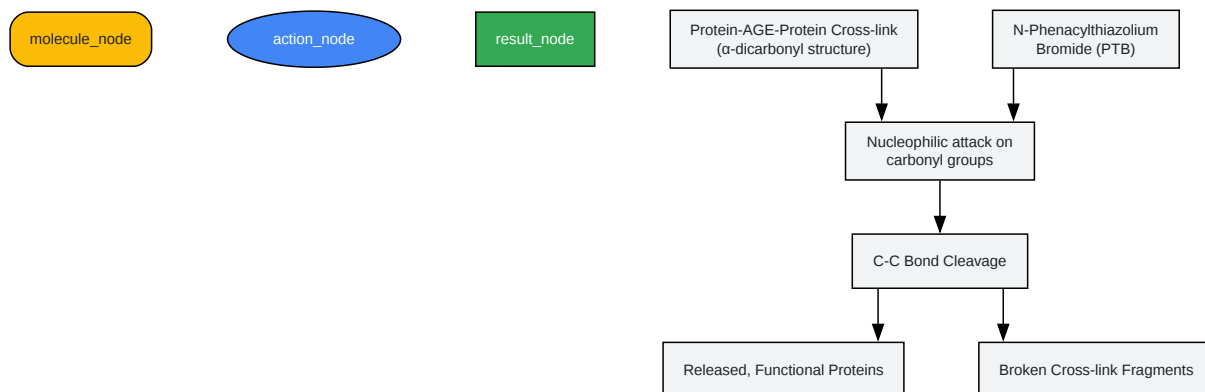 molecule_node
action_node
result_node
Protein-AGE-Protein Cross-link
(α-dicarbonyl structure)
N-Phenacylthiazolium
Bromide (PTB)
Nucleophilic attack on
carbonyl groups
C-C Bond Cleavage
Released, Functional Proteins
Broken Cross-link Fragments